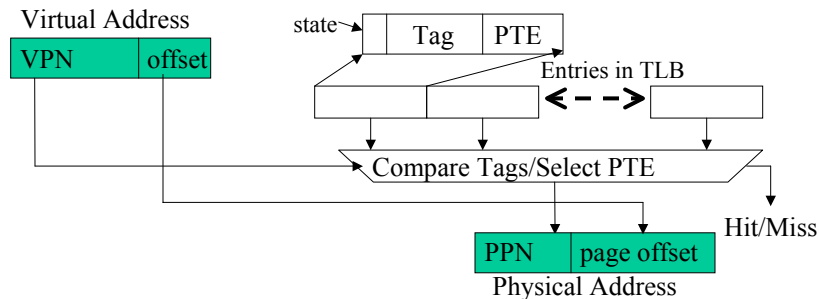 Virtual Address
VPN offset
state
Tag PTE
Entries in TLB
Compare Tags/Select PTE
Hit/Miss
PPN page offset
Physical Address